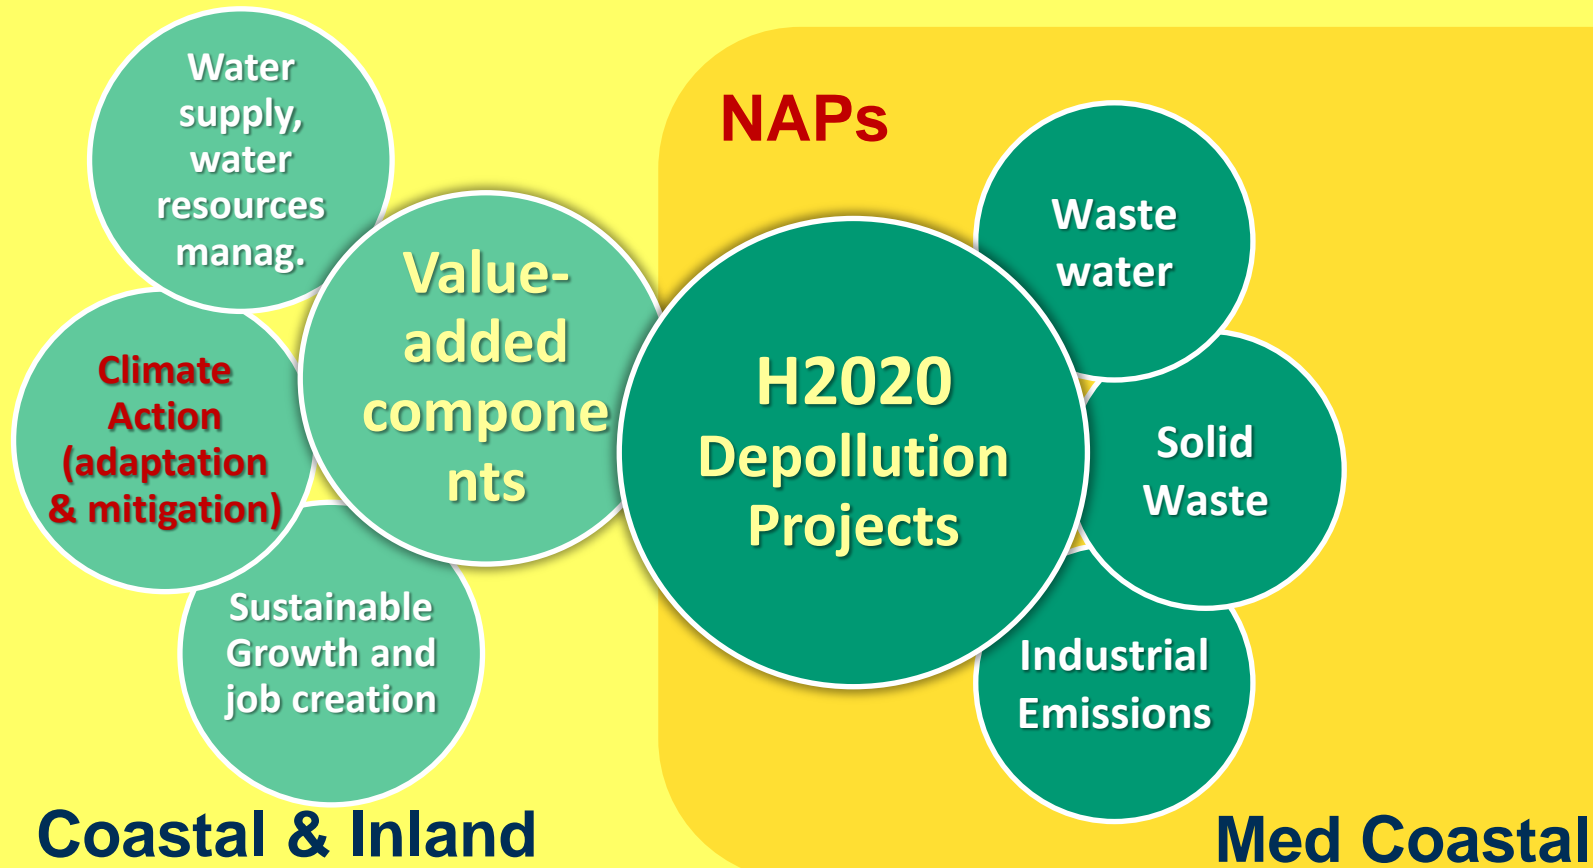 Water
supply,
water
resources
manag.
Climate
Action
(adaptation
& mitigation)
Sustainable
Growth and
job creation
Value-
added
compone
nts
NAPs
H2020
Depollution
Projects
Waste
water
Solid
Waste
Industrial
Emissions
Coastal & Inland
Med Coastal